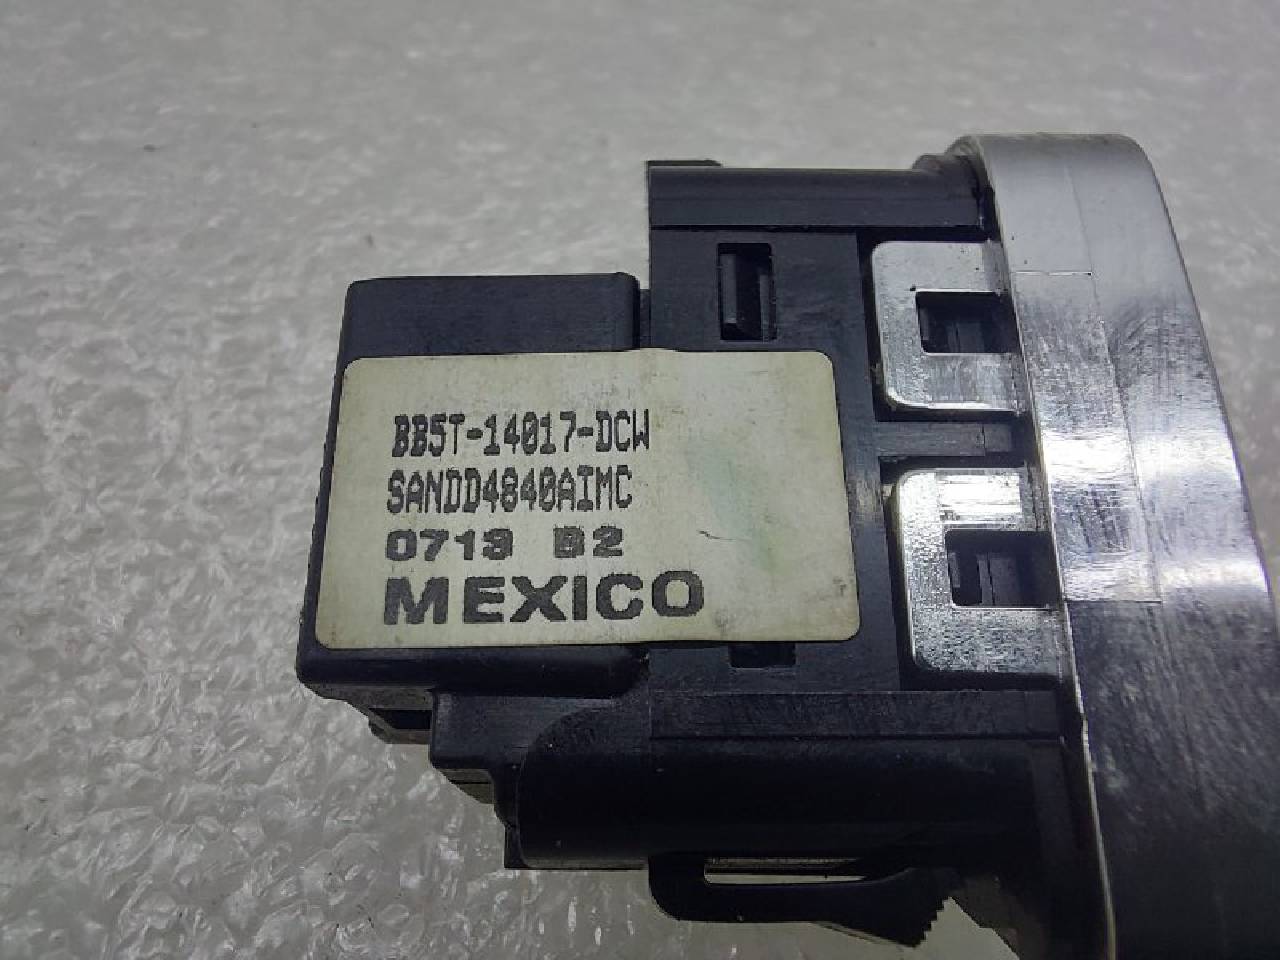 BB5T-14017-DCW
SANDD4840AIMC
0713 B2
MEXICO